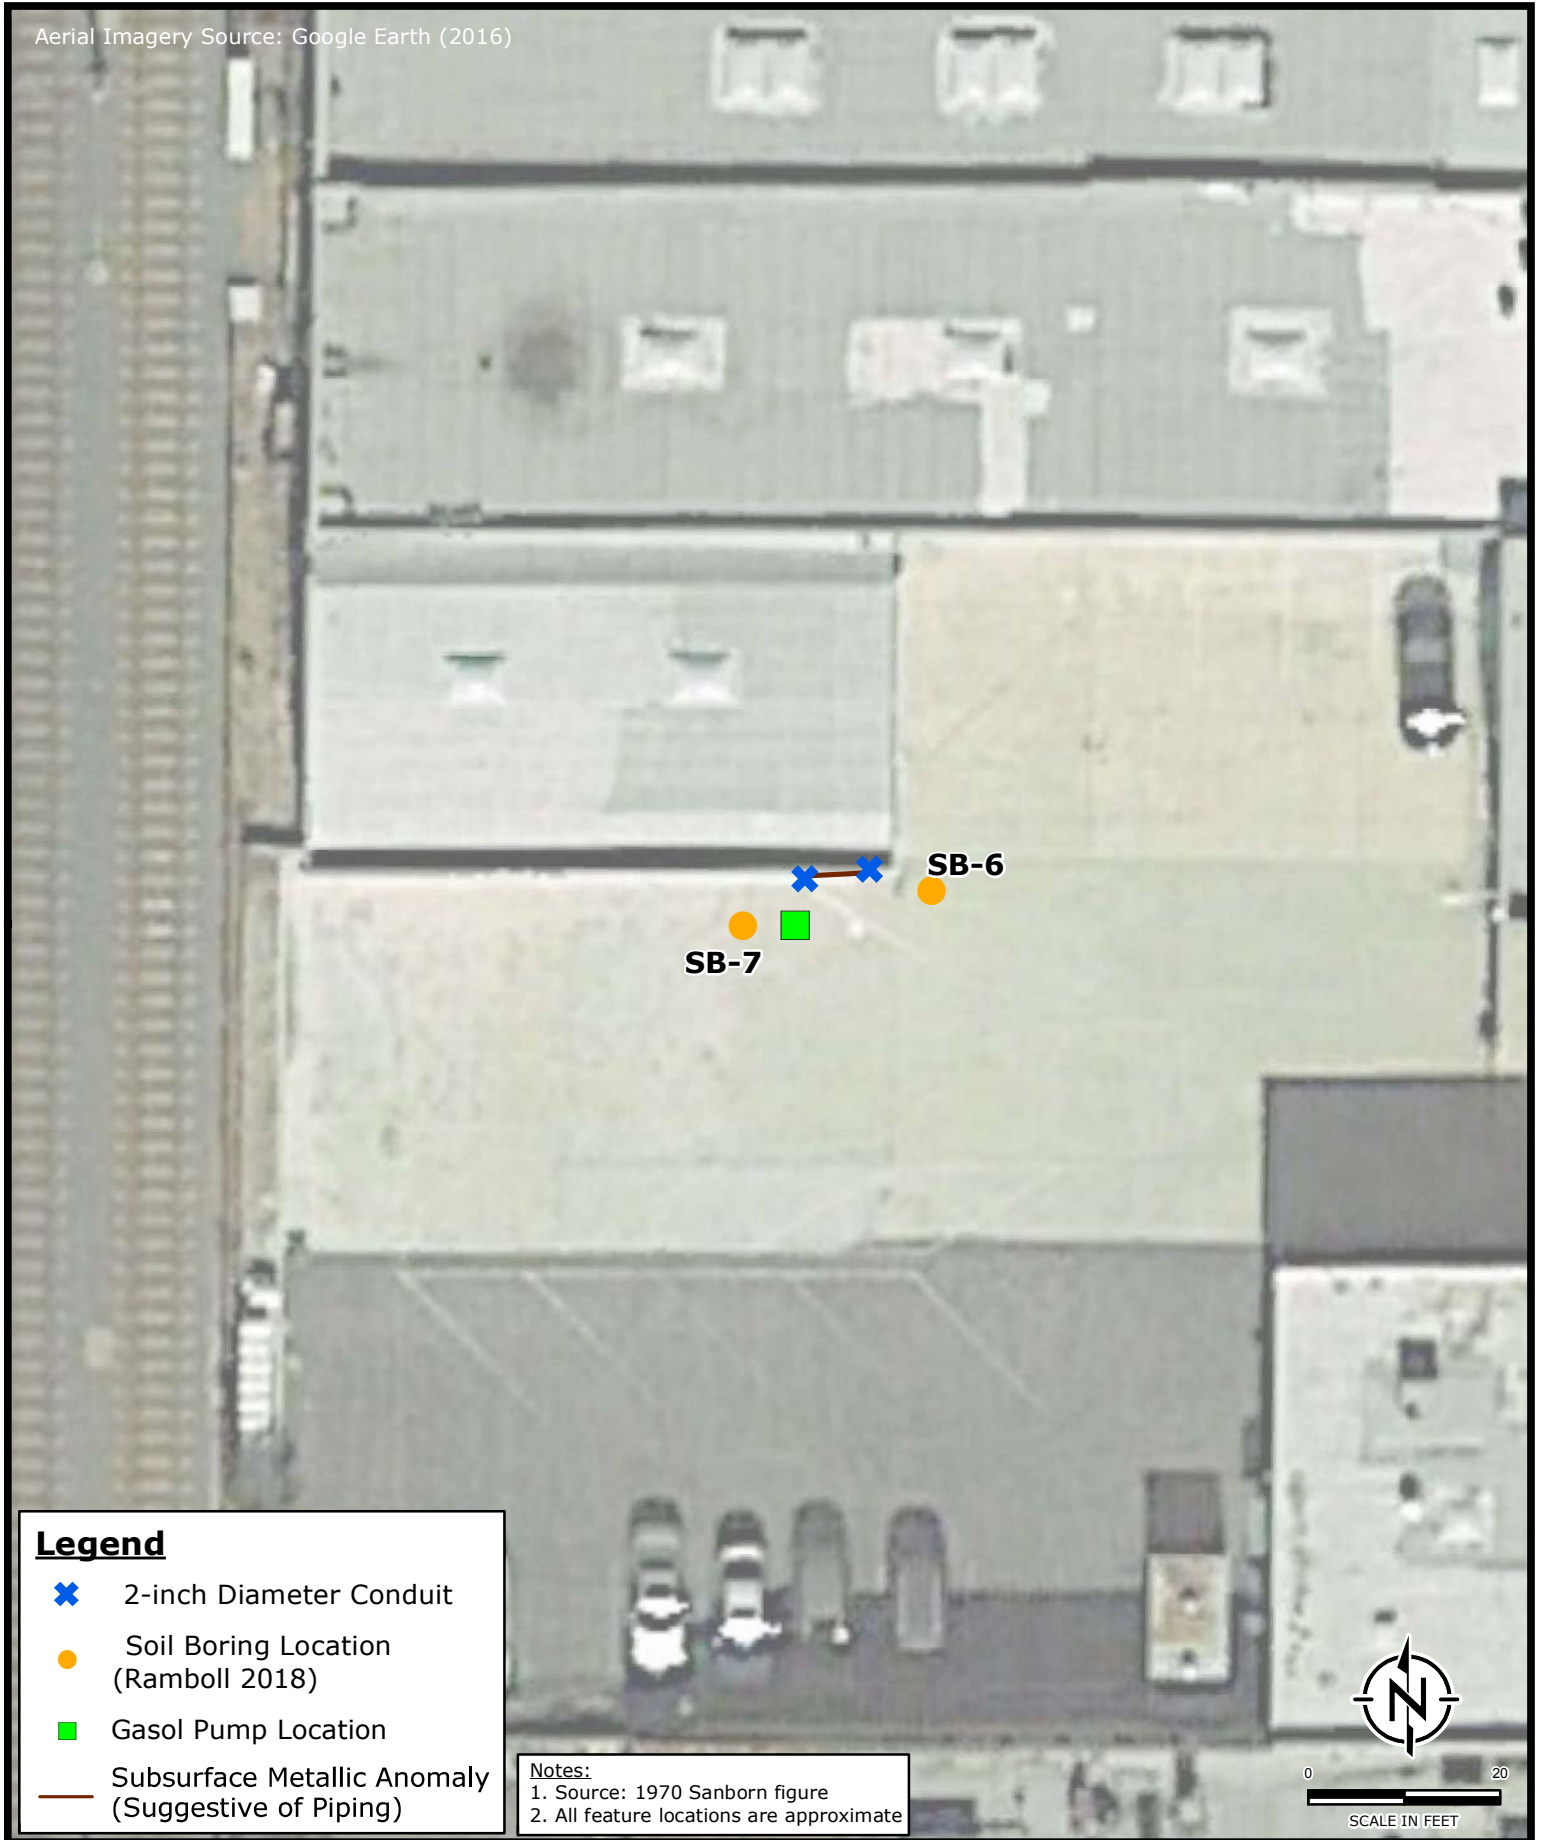 Aerial Imagery Source: Google Earth (2016)
SB-6
SB-7
Legend
2-inch Diameter Conduit
Soil Boring Location
(Ramboll 2018)
Gasol Pump Location
Subsurface Metallic Anomaly
(Suggestive of Piping)
Notes:
1. Source: 1970 Sanborn figure
2. All feature locations are approximate
N
0 20
SCALE IN FEET